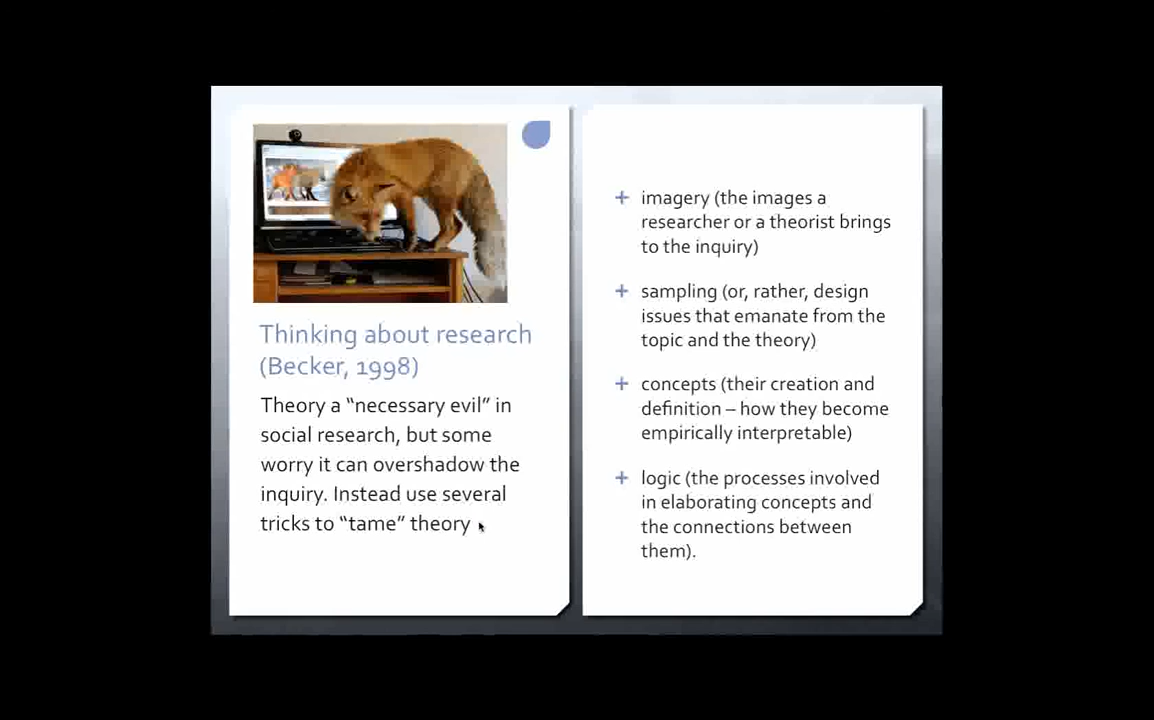 Thinking about research
(Becker, 1998)
Theory a “necessary evil” in
social research, but some
worry it can overshadow the
inquiry. Instead use several
tricks to “tame” theory
+ imagery (the images a
researcher or a theorist brings
to the inquiry)
+ sampling (or, rather, design
issues that emanate from the
topic and the theory)
+ concepts (their creation and
definition – how they become
empirically interpretable)
+ logic (the processes involved
in elaborating concepts and
the connections between
them).